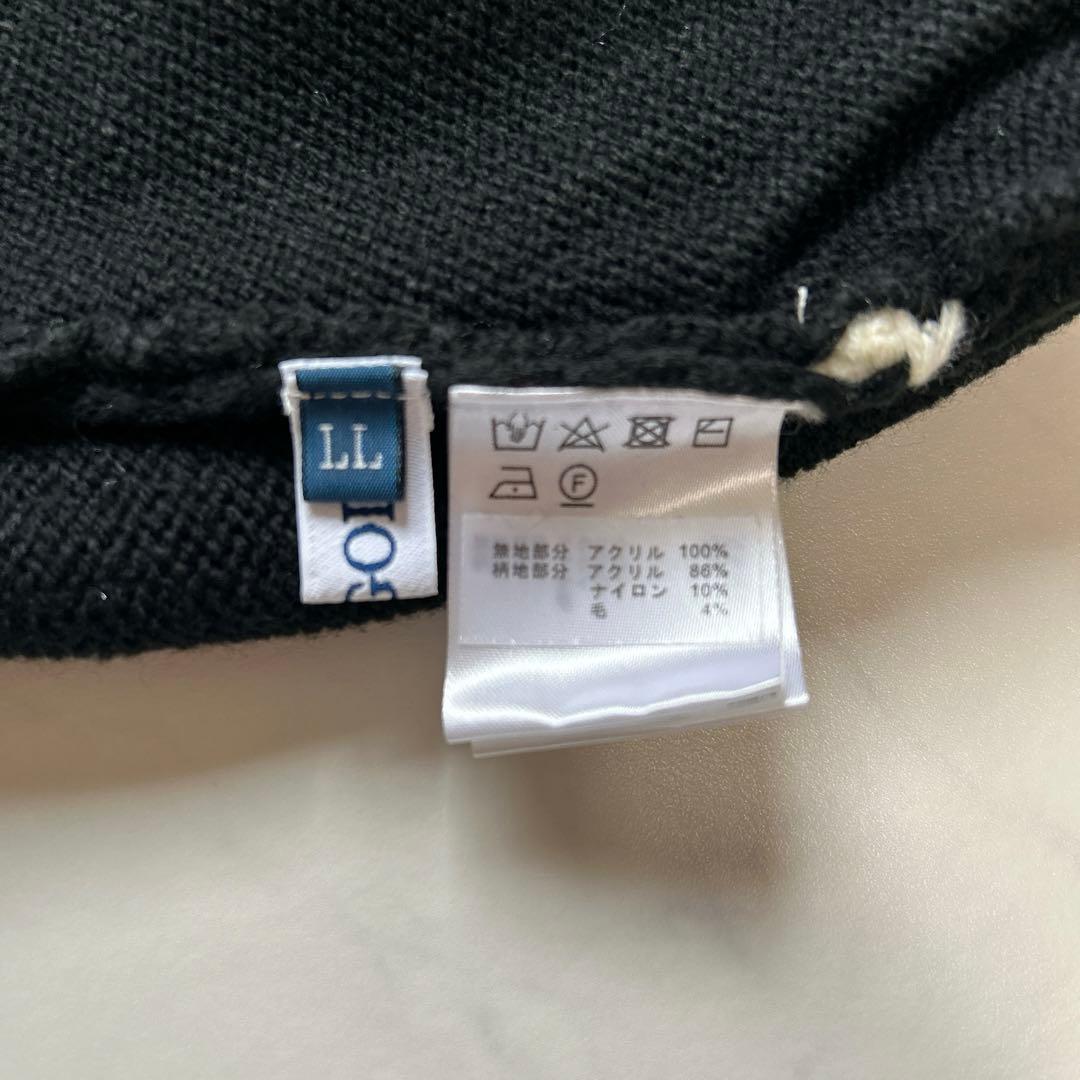 LL
GOL
F
無地部分 アクリル 100%
柄地部分 アクリル 86%
ナイロン 10%
毛 4%